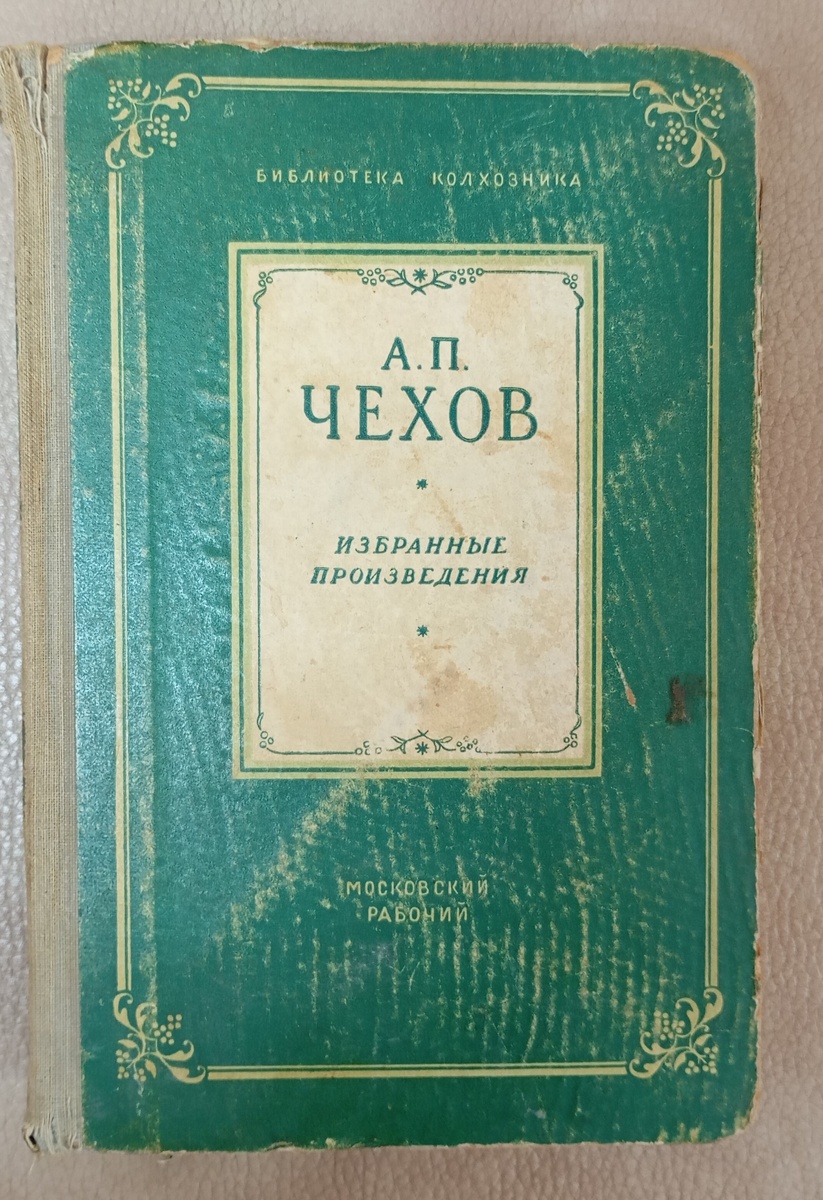 БИБЛИОТЕКА КОЛХОЗНИКА
А.П.
ЧЕХОВ
ИЗБРАННЫЕ
ПРОИЗВЕДЕНИЯ
МОСКОВСКИЙ
РАБОЧИЙ